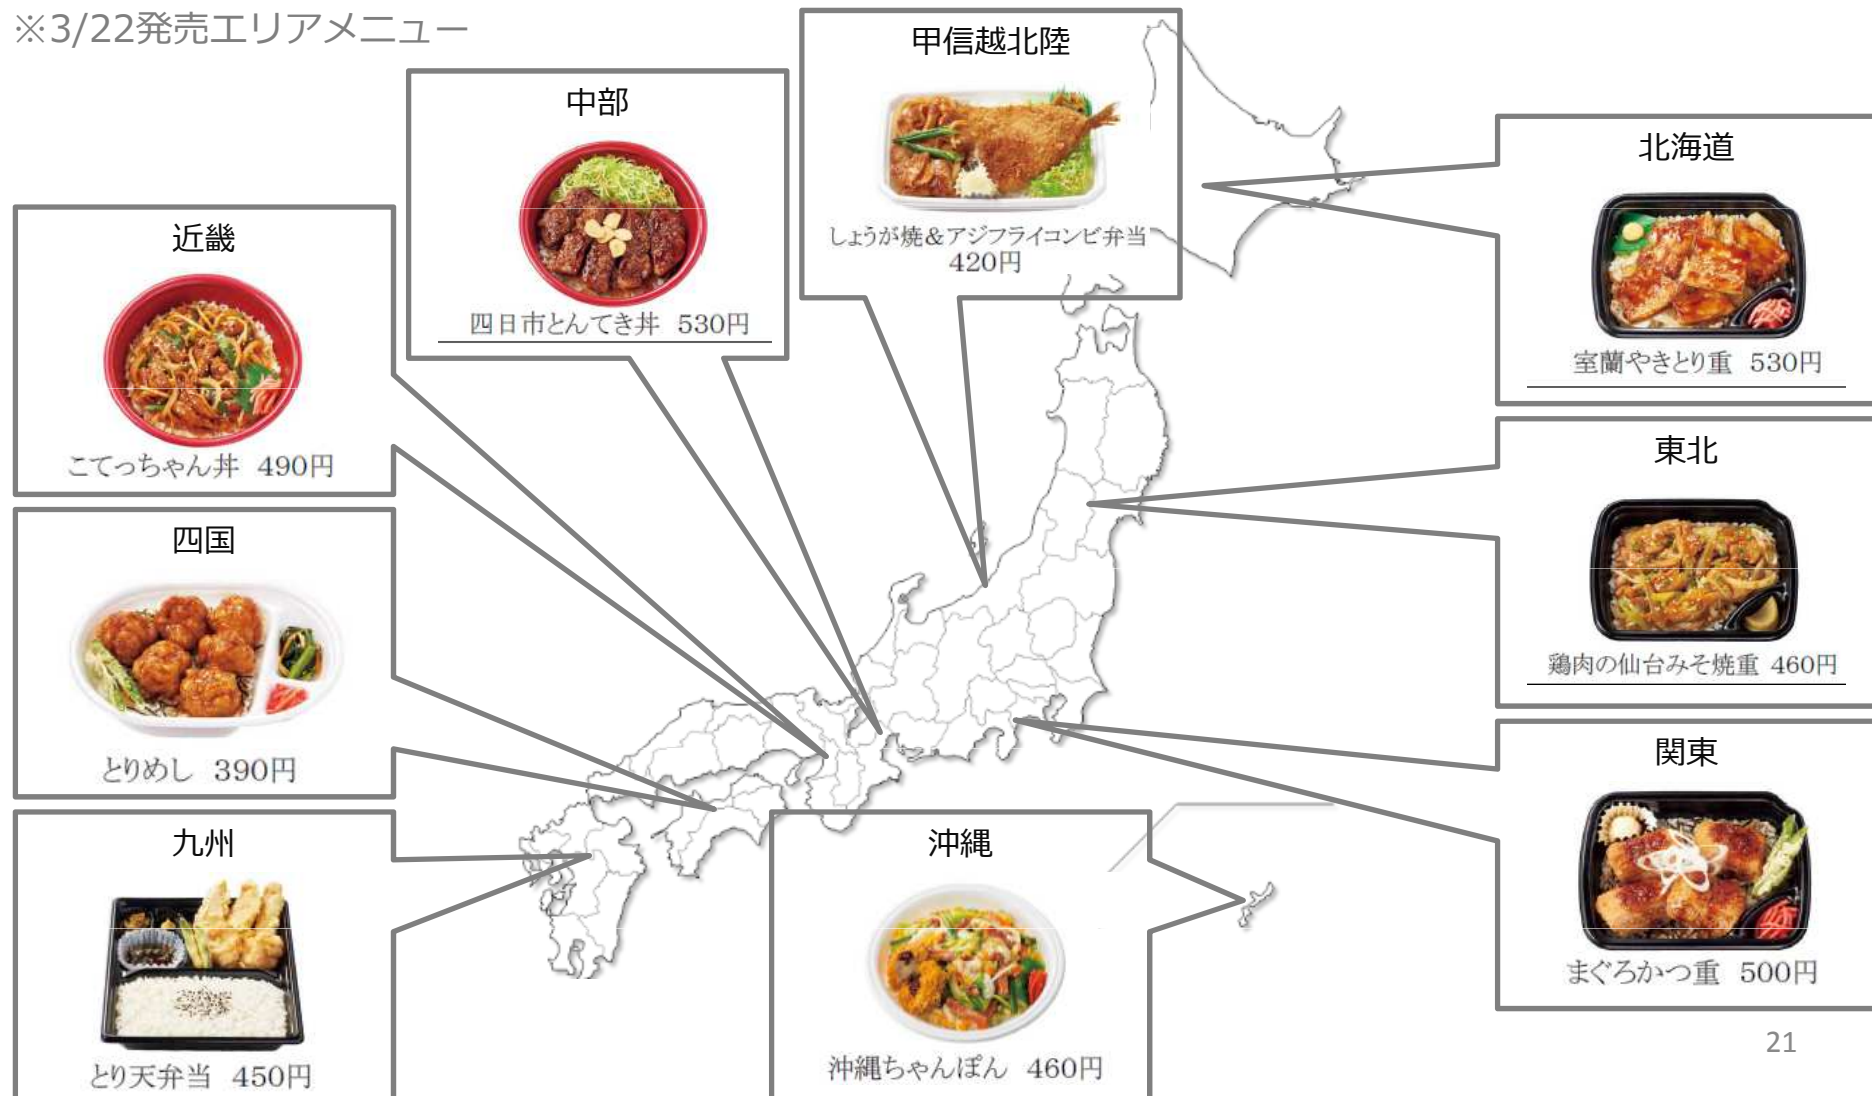 ※3/22発売エリアメニュー
甲信越北陸
しょうが焼＆アジフライコンビ弁当
420円
中部
四日市とんてき丼 530円
北海道
室蘭やきとり重 530円
近畿
こてっちゃん丼 490円
東北
鶏肉の仙台みそ焼重 460円
四国
とりめし 390円
関東
まぐろかつ重 500円
九州
とり天弁当 450円
沖縄
沖縄ちゃんぽん 460円
21